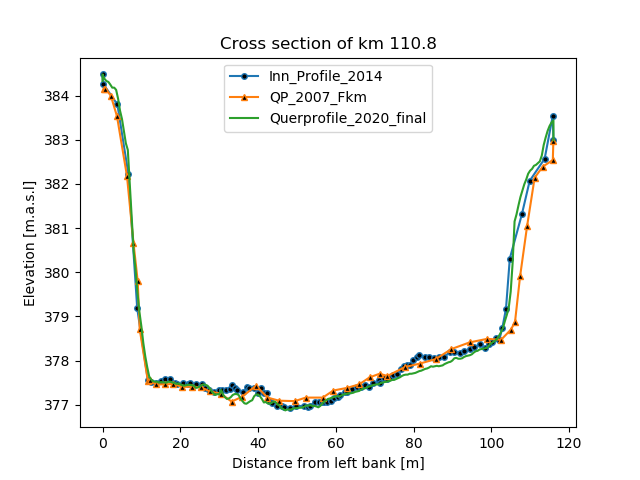 Cross section of km 110.8
Inn_Profile_2014
QP_2007_Fkm
Querprofile_2020_final
Elevation [m.a.s.l]
384
383
382
381
380
379
378
377
0 20 40 60 80 100 120
Distance from left bank [m]